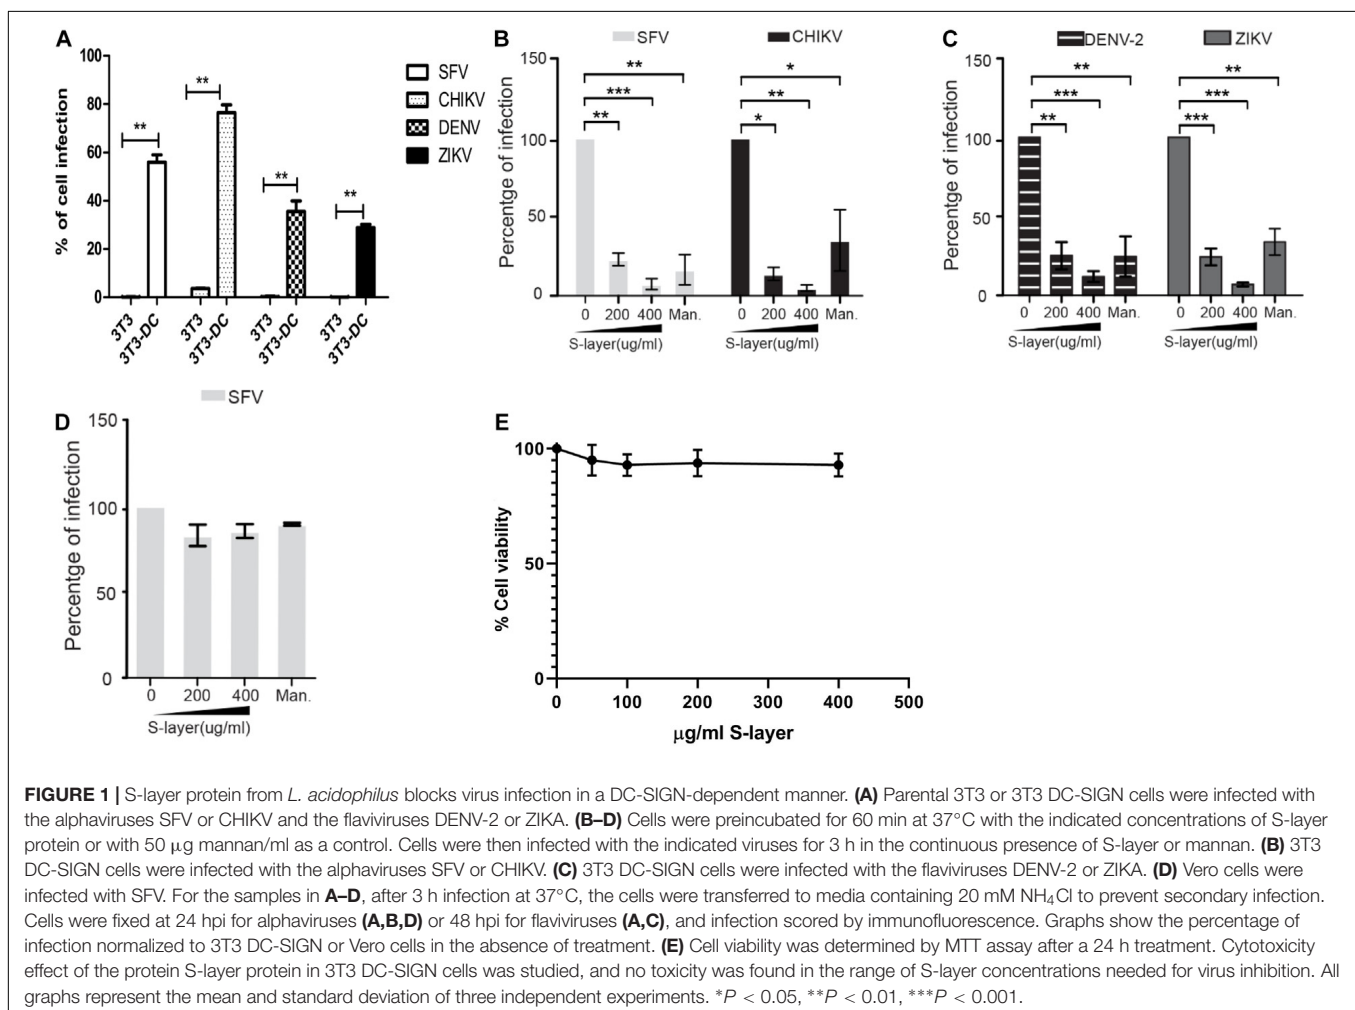 A
% of cell infection
100
80
60
40
20
0
**
**
**
**
3T3
3T3-DC
3T3
3T3-DC
3T3
3T3-DC
3T3
3T3-DC
SFV
CHIKV
DENV
ZIKV
B
SFV
CHIKV
Percentge of infection
150
100
50
0
**
***
**
*
**
*
0 200 400 Man.
0 200 400 Man.
S-layer(ug/ml)
S-layer(ug/ml)
C
DENV-2
ZIKV
Percentge of infection
150
100
50
0
**
***
**
**
***
***
0 200 400 Man.
0 200 400 Man.
S-layer(ug/ml)
S-layer(ug/ml)
D
SFV
Percentge of infection
150
100
50
0
0 200 400 Man.
S-layer(ug/ml)
E
% Cell viability
100
50
0
0 100 200 300 400 500
µg/ml S-layer
FIGURE 1 | S-layer protein from L. acidophilus blocks virus infection in a DC-SIGN-dependent manner. (A) Parental 3T3 or 3T3 DC-SIGN cells were infected with
the alphaviruses SFV or CHIKV and the flaviviruses DENV-2 or ZIKA. (B–D) Cells were preincubated for 60 min at 37°C with the indicated concentrations of S-layer
protein or with 50 µg mannan/ml as a control. Cells were then infected with the indicated viruses for 3 h in the continuous presence of S-layer or mannan. (B) 3T3
DC-SIGN cells were infected with the alphaviruses SFV or CHIKV. (C) 3T3 DC-SIGN cells were infected with the flaviviruses DENV-2 or ZIKA. (D) Vero cells were
infected with SFV. For the samples in A–D, after 3 h infection at 37°C, the cells were transferred to media containing 20 mM NH₄Cl to prevent secondary infection.
Cells were fixed at 24 hpi for alphaviruses (A,B,D) or 48 hpi for flaviviruses (A,C), and infection scored by immunofluorescence. Graphs show the percentage of
infection normalized to 3T3 DC-SIGN or Vero cells in the absence of treatment. (E) Cell viability was determined by MTT assay after a 24 h treatment. Cytotoxicity
effect of the protein S-layer protein in 3T3 DC-SIGN cells was studied, and no toxicity was found in the range of S-layer concentrations needed for virus inhibition. All
graphs represent the mean and standard deviation of three independent experiments. *P < 0.05, **P < 0.01, ***P < 0.001.